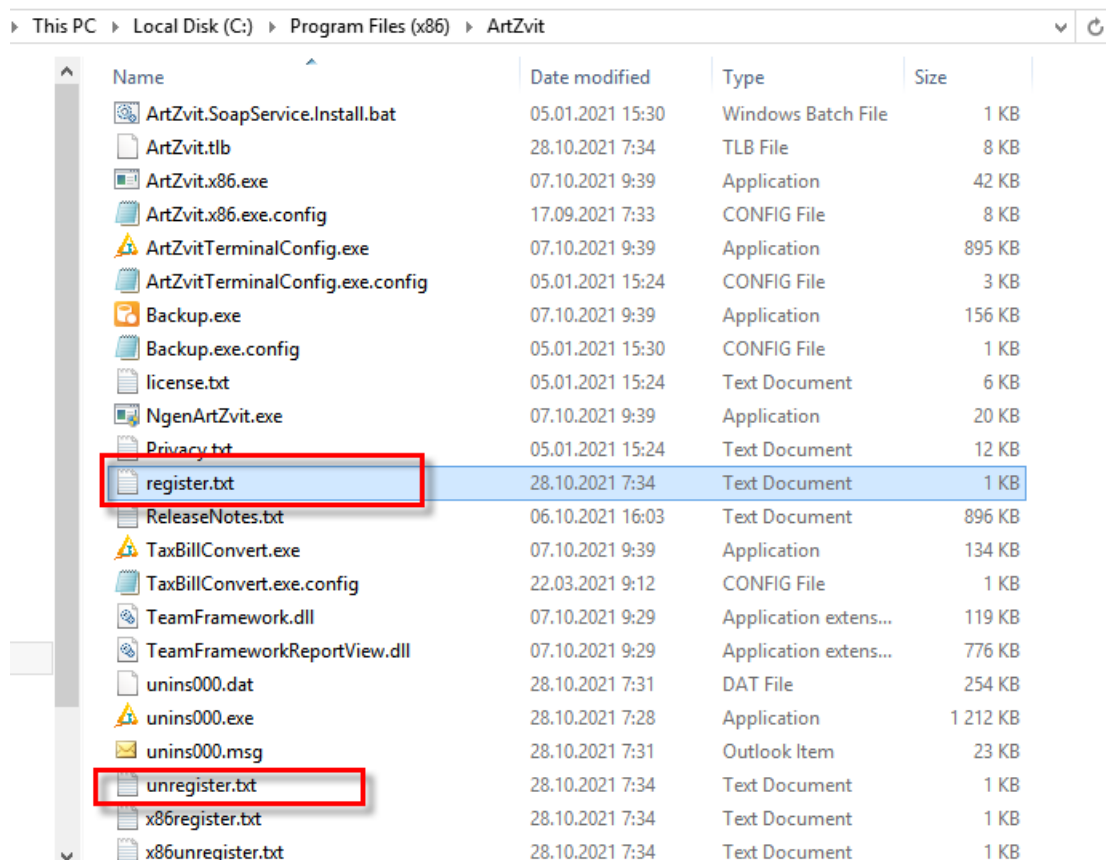 This PC Local Disk (C:) Program Files (x86) ArtZvit
Name Date modified Type Size
ArtZvit.SoapService.Install.bat 05.01.2021 15:30 Windows Batch File 1 KB
ArtZvit.tlb 28.10.2021 7:34 TLB File 8 KB
ArtZvit.x86.exe 07.10.2021 9:39 Application 42 KB
ArtZvit.x86.exe.config 17.09.2021 7:33 CONFIG File 8 KB
ArtZvitTerminalConfig.exe 07.10.2021 9:39 Application 895 KB
ArtZvitTerminalConfig.exe.config 05.01.2021 15:24 CONFIG File 3 KB
Backup.exe 07.10.2021 9:39 Application 156 KB
Backup.exe.config 05.01.2021 15:30 CONFIG File 1 KB
license.txt 05.01.2021 15:24 Text Document 6 KB
NgenArtZvit.exe 07.10.2021 9:39 Application 20 KB
Privacy.txt 05.01.2021 15:24 Text Document 12 KB
register.txt 28.10.2021 7:34 Text Document 1 KB
ReleaseNotes.txt 06.10.2021 16:03 Text Document 896 KB
TaxBillConvert.exe 07.10.2021 9:39 Application 134 KB
TaxBillConvert.exe.config 22.03.2021 9:12 CONFIG File 1 KB
TeamFramework.dll 07.10.2021 9:29 Application extens... 119 KB
TeamFrameworkReportView.dll 07.10.2021 9:29 Application extens... 776 KB
unins000.dat 28.10.2021 7:31 DAT File 254 KB
unins000.exe 28.10.2021 7:28 Application 1 212 KB
unins000.msg 28.10.2021 7:31 Outlook Item 23 KB
unregister.txt 28.10.2021 7:34 Text Document 1 KB
x86register.txt 28.10.2021 7:34 Text Document 1 KB
x86unregister.txt 28.10.2021 7:34 Text Document 1 KB